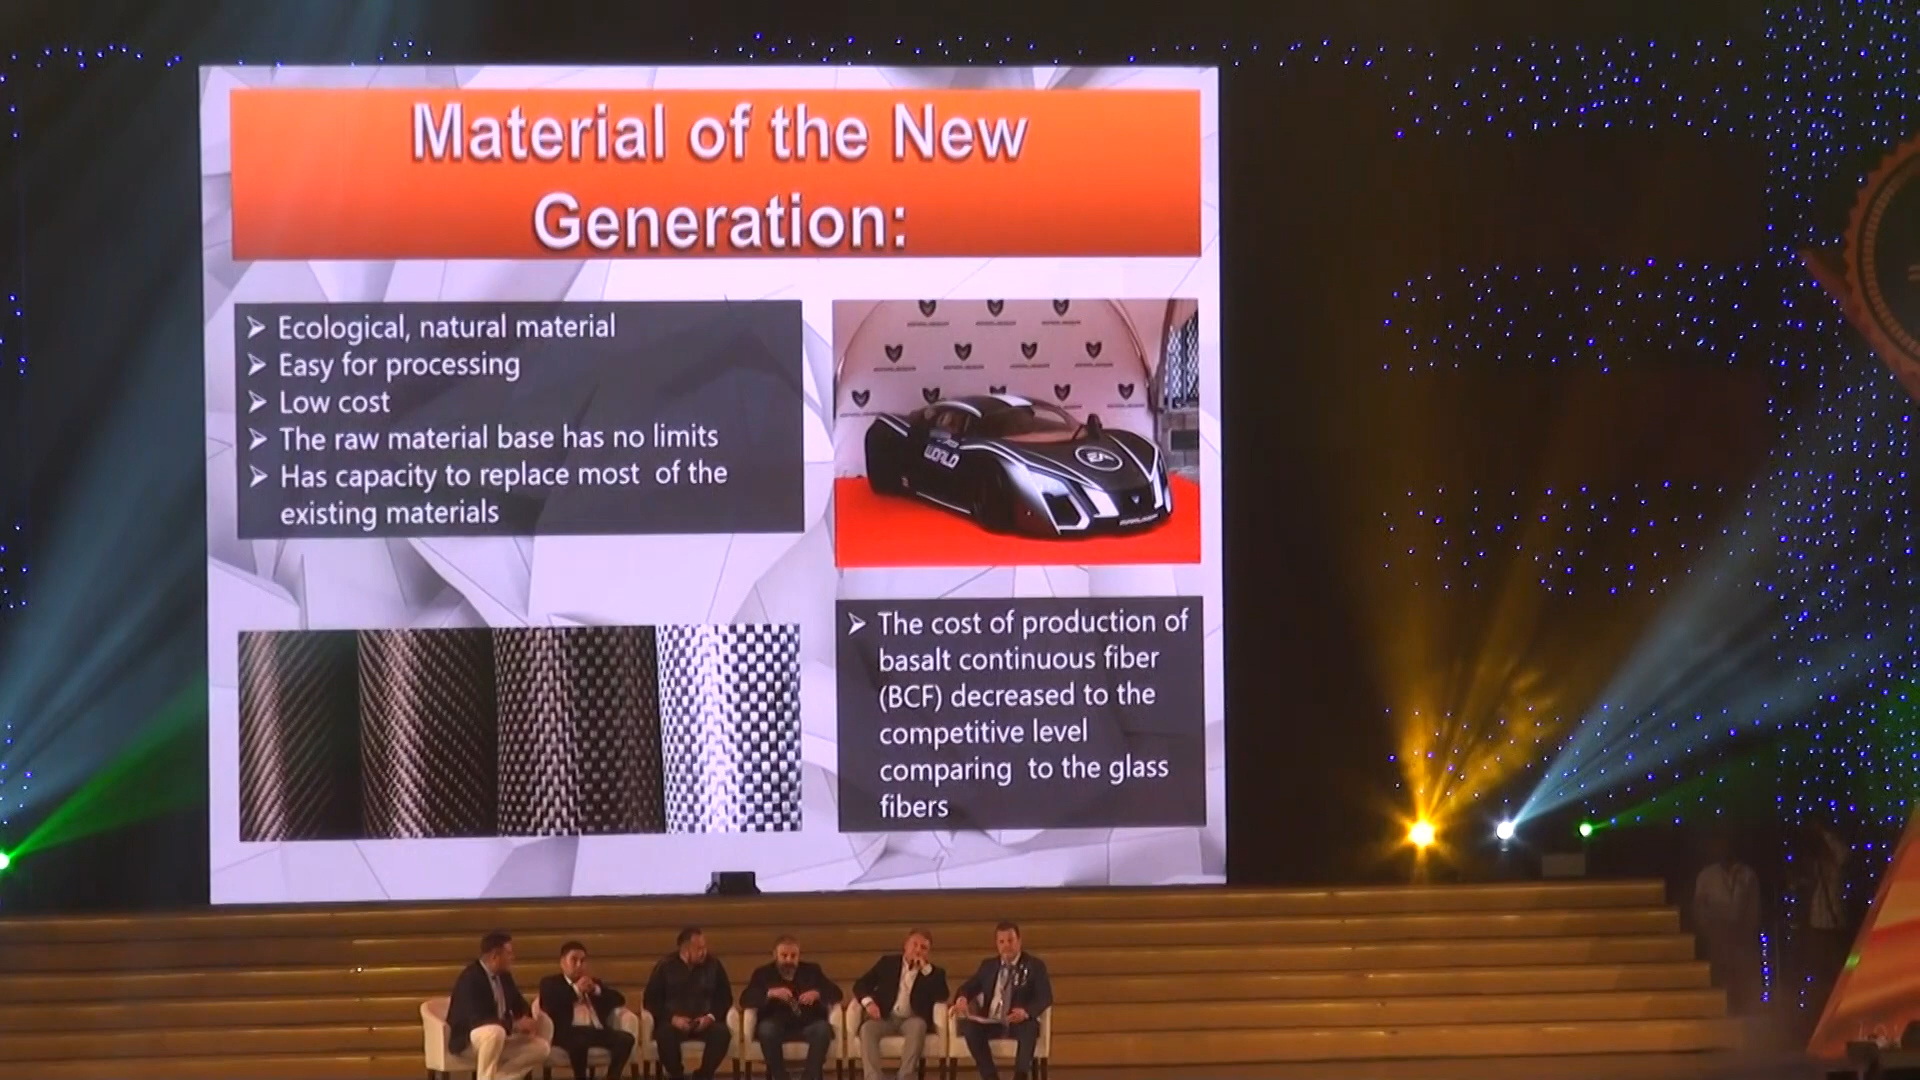 Material of the New
Generation:
➢ Ecological, natural material
➢ Easy for processing
➢ Low cost
➢ The raw material base has no limits
➢ Has capacity to replace most of the
existing materials
WORLD
EA
➢ The cost of production of
basalt continuous fiber
(BCF) decreased to the
competitive level
comparing to the glass
fibers